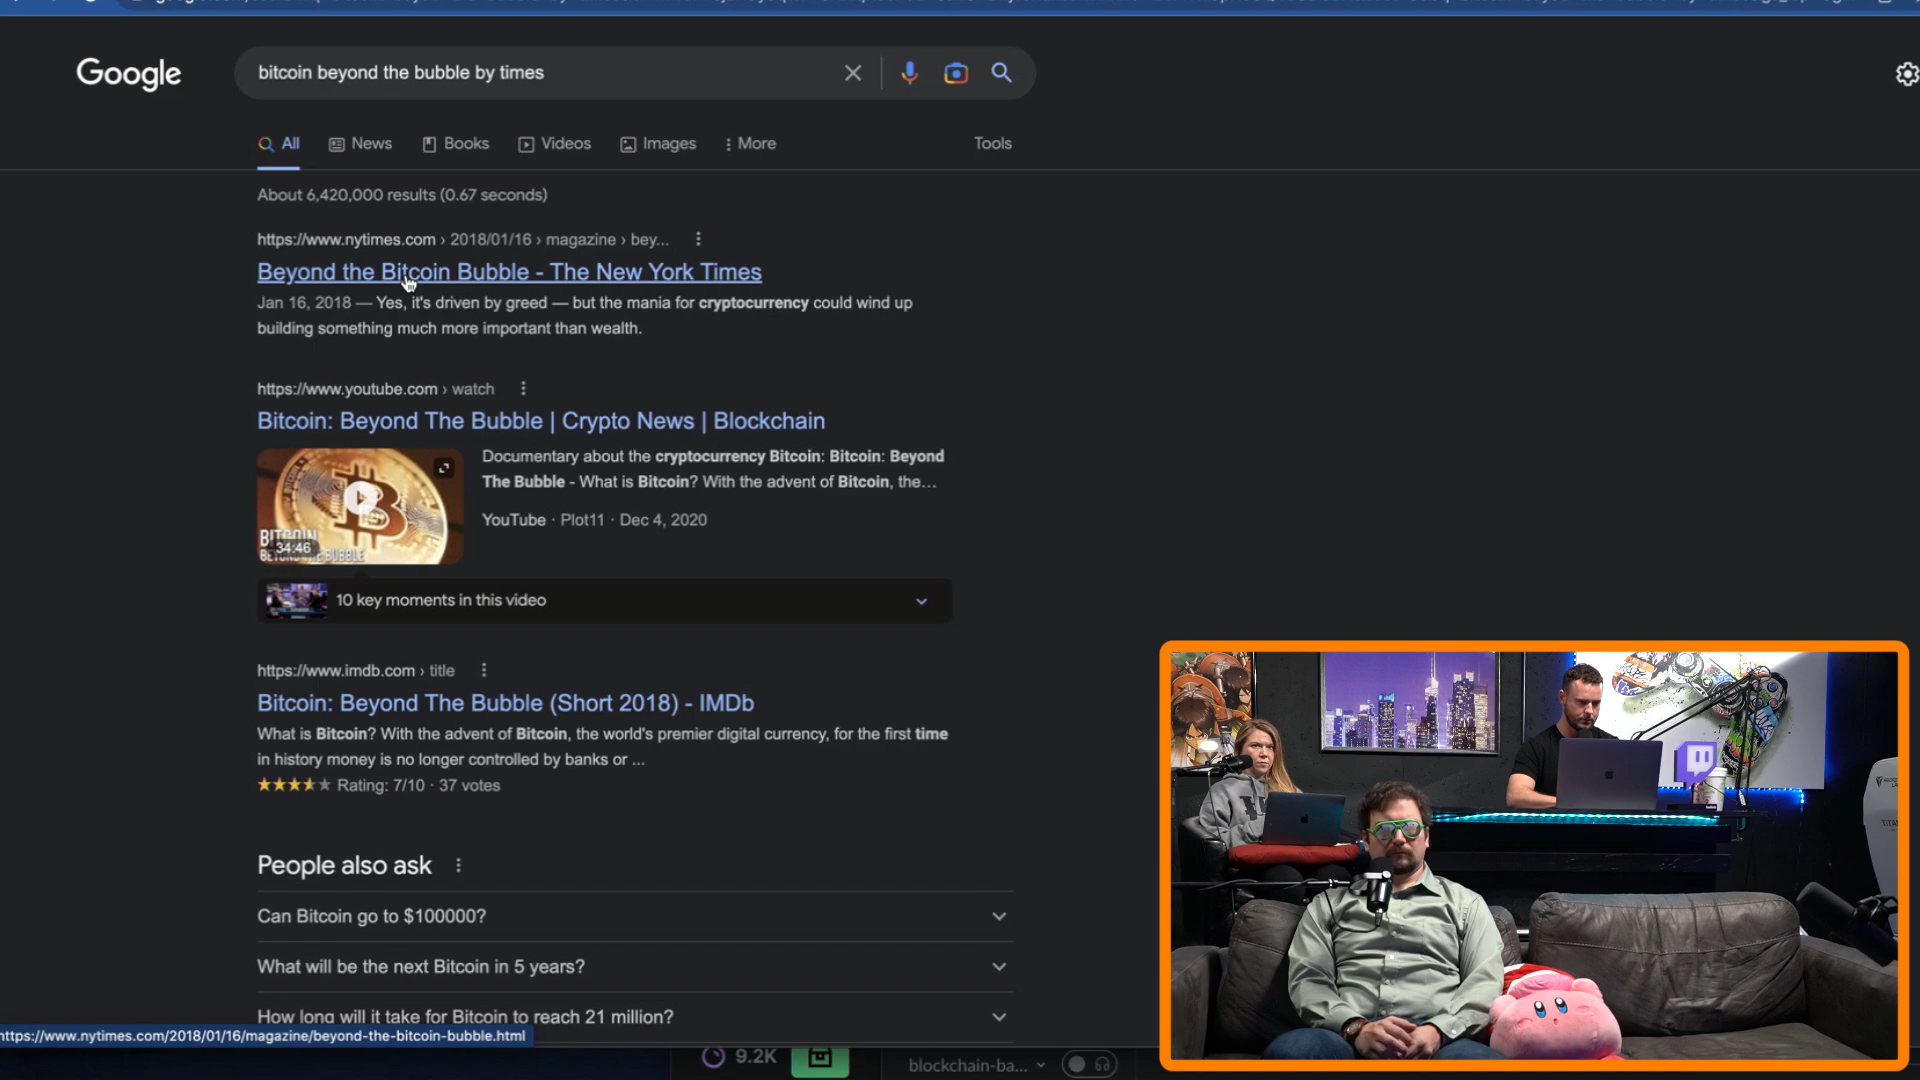 Google
bitcoin beyond the bubble by times
All
News
Books
Videos
Images
More
Tools
About 6,420,000 results (0.67 seconds)
https://www.nytimes.com › 2018/01/16 › magazine › bey...
Beyond the Bitcoin Bubble - The New York Times
Jan 16, 2018 — Yes, it's driven by greed — but the mania for cryptocurrency could wind up
building something much more important than wealth.
https://www.youtube.com › watch
Bitcoin: Beyond The Bubble | Crypto News | Blockchain
BITCOIN
BEYOND THE BUBBLE
34:46
Documentary about the cryptocurrency Bitcoin: Bitcoin: Beyond
The Bubble - What is Bitcoin? With the advent of Bitcoin, the...
YouTube · Plot11 · Dec 4, 2020
10 key moments in this video
https://www.imdb.com › title
Bitcoin: Beyond The Bubble (Short 2018) - IMDb
What is Bitcoin? With the advent of Bitcoin, the world's premier digital currency, for the first time
in history money is no longer controlled by banks or ...
Rating: 7/10 · 37 votes
People also ask
Can Bitcoin go to $100000?
What will be the next Bitcoin in 5 years?
How long will it take for Bitcoin to reach 21 million?
https://www.nytimes.com/2018/01/16/magazine/beyond-the-bitcoin-bubble.html
9.2K
blockchain-ba...